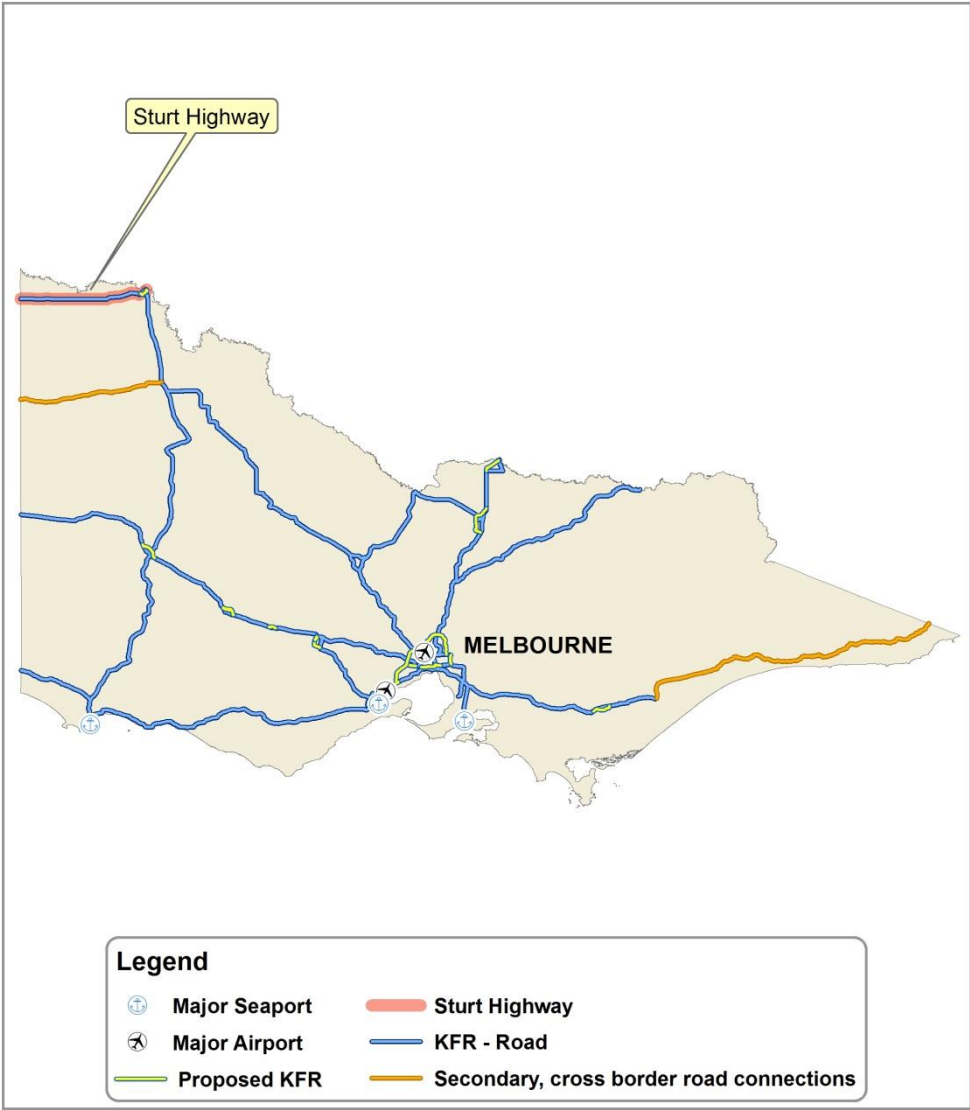 Sturt Highway
MELBOURNE
Legend
Major Seaport
Sturt Highway
Major Airport
KFR - Road
Proposed KFR
Secondary, cross border road connections